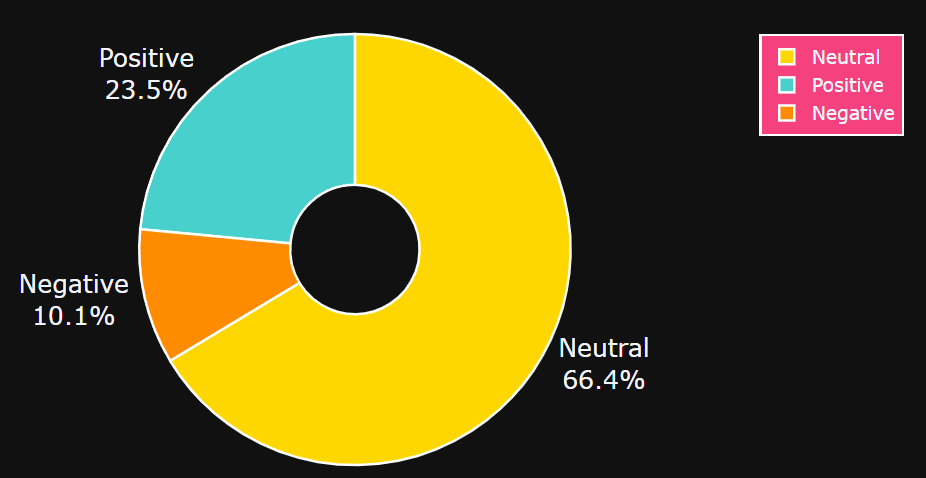 Positive
23.5%
Negative
10.1%
Neutral
66.4%
Neutral
Positive
Negative